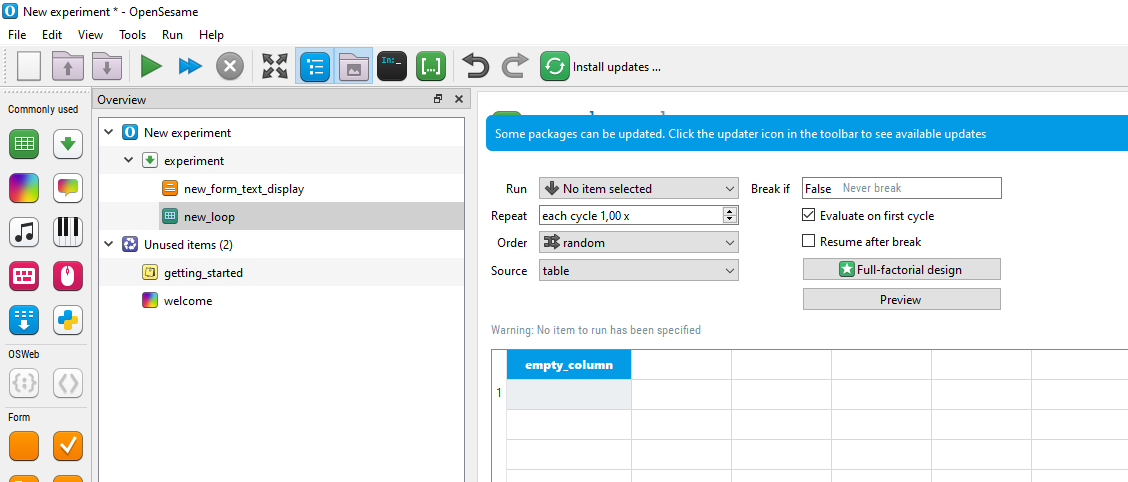 New experiment * - OpenSesame
File Edit View Tools Run Help
In:_
Install updates ...
Commonly used
OSWeb
Form
Overview
New experiment
experiment
new_form_text_display
new_loop
Unused items (2)
getting_started
welcome
Some packages can be updated. Click the updater icon in the toolbar to see available updates
Run No item selected Break if False Never break
Repeat each cycle 1,00 x Evaluate on first cycle
Order random Resume after break
Source table Full-factorial design
Preview
Warning: No item to run has been specified
empty_column
1